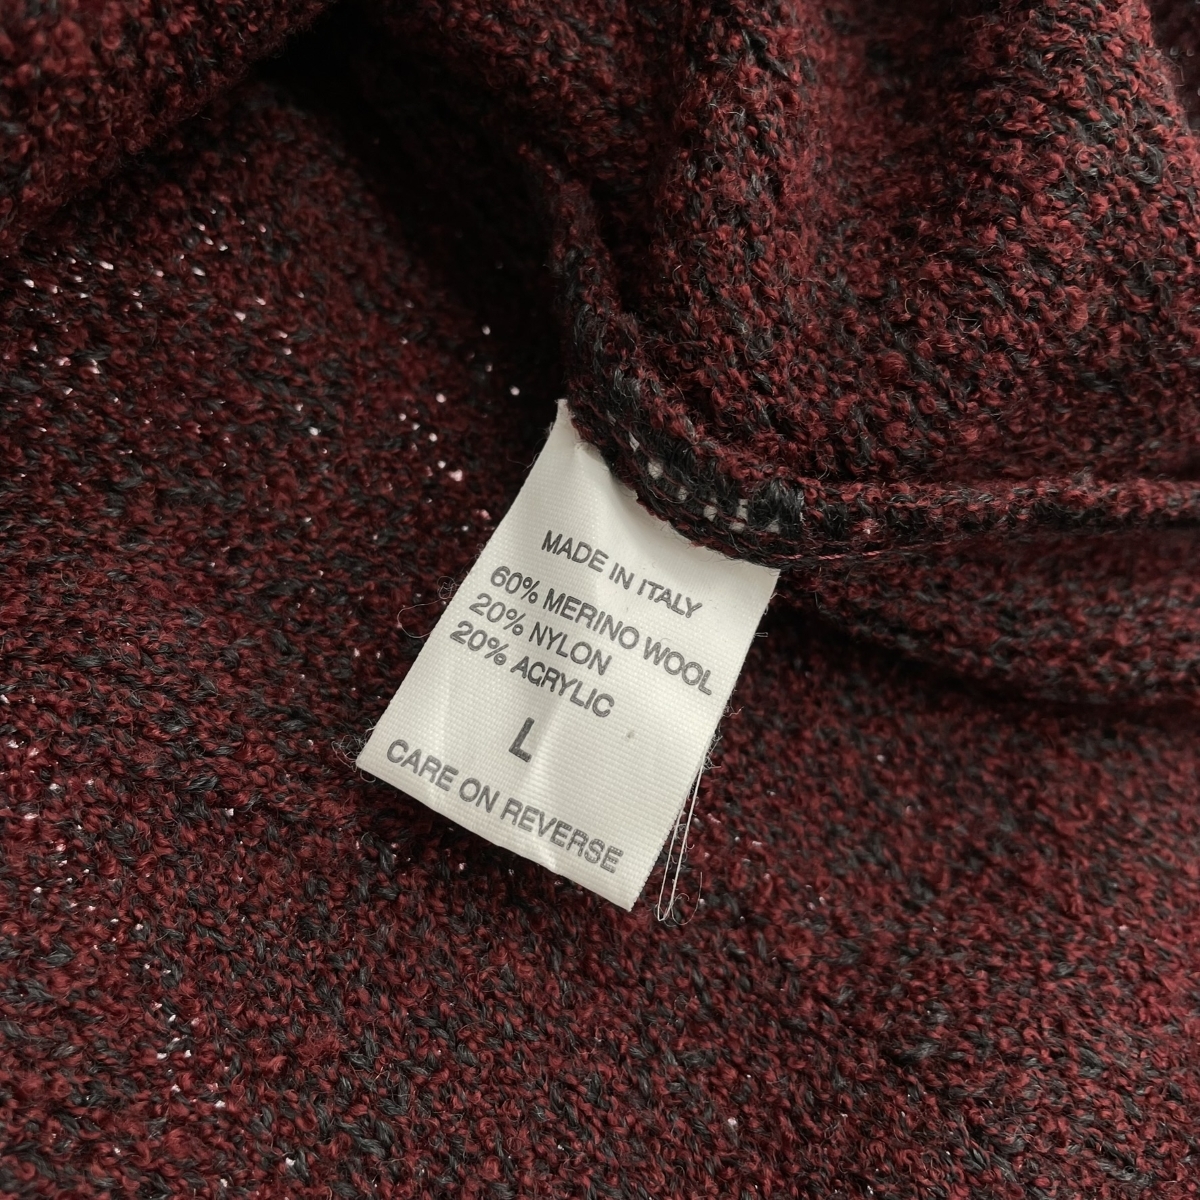 MADE IN ITALY
60% MERINO WOOL
20% NYLON
20% ACRYLIC
L
CARE ON REVERSE